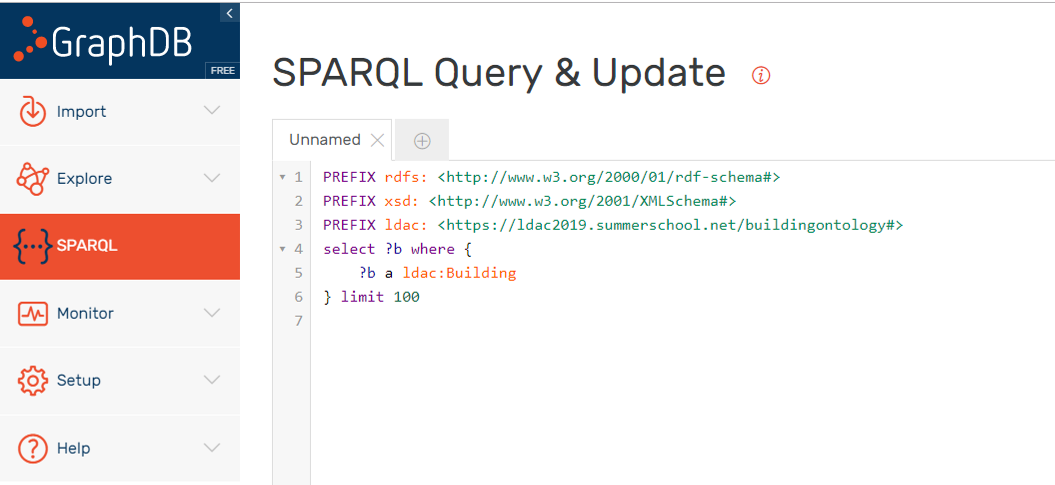 GraphDB
FREE
Import
Explore
SPARQL
Monitor
Setup
Help
SPARQL Query & Update
Unnamed
1 PREFIX rdfs: <http://www.w3.org/2000/01/rdf-schema#>
2 PREFIX xsd: <http://www.w3.org/2001/XMLSchema#>
3 PREFIX ldac: <https://ldac2019.summerschool.net/buildingontology#>
4 select ?b where {
5 ?b a ldac:Building
6 } limit 100
7